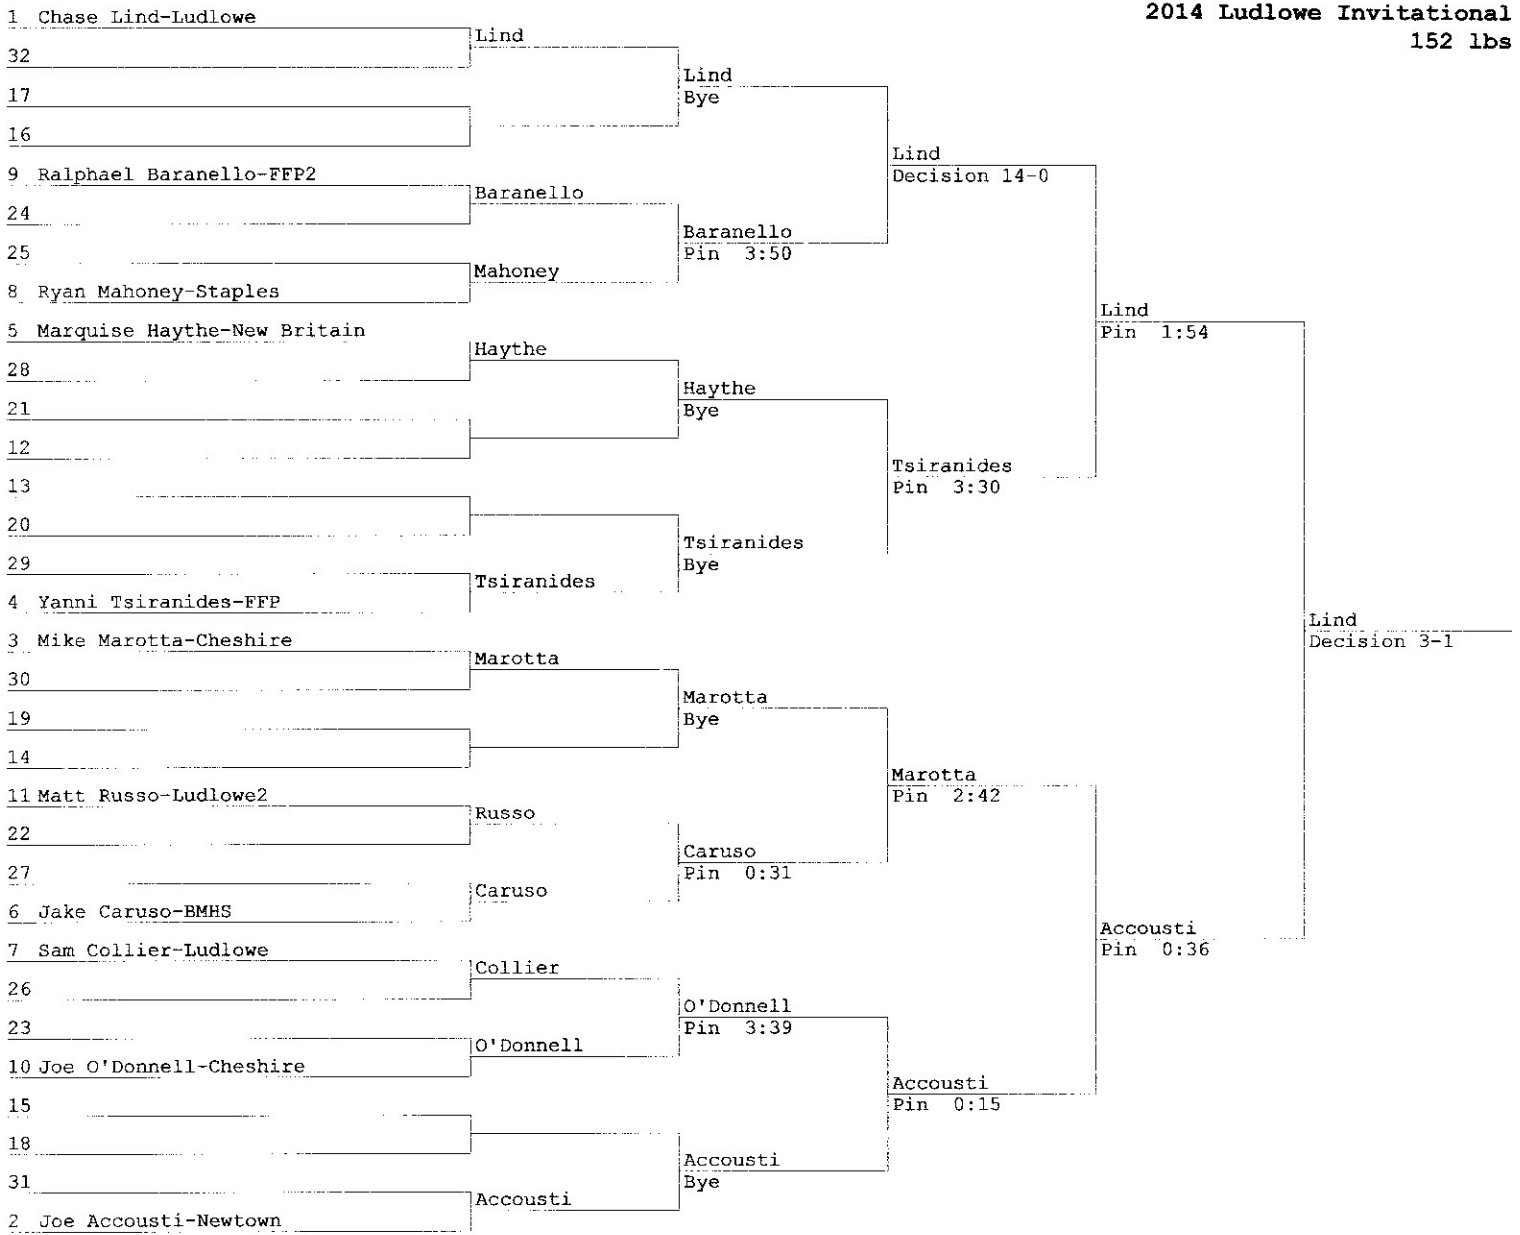 2014 Ludlowe Invitational
152 lbs
1 Chase Lind-Ludlowe
32
17
16
9 Ralphael Baranello-FFP2
24
25
8 Ryan Mahoney-Staples
5 Marquise Haythe-New Britain
28
21
12
13
20
29
4 Yanni Tsiranides-FFP
3 Mike Marotta-Cheshire
30
19
14
11 Matt Russo-Ludlowe2
22
27
6 Jake Caruso-BMHS
7 Sam Collier-Ludlowe
26
23
10 Joe O'Donnell-Cheshire
15
18
31
2 Joe Accousti-Newtown
Lind
Baranello
Mahoney
Haythe
Tsiranides
Marotta
Russo
Caruso
Collier
O'Donnell
Accousti
Lind
Bye
Baranello
Pin 3:50
Haythe
Bye
Tsiranides
Bye
Marotta
Bye
Caruso
Pin 0:31
O'Donnell
Pin 3:39
Accousti
Bye
Lind
Decision 14-0
Tsiranides
Pin 3:30
Marotta
Pin 2:42
Accousti
Pin 0:15
Lind
Pin 1:54
Accousti
Pin 0:36
Lind
Decision 3-1